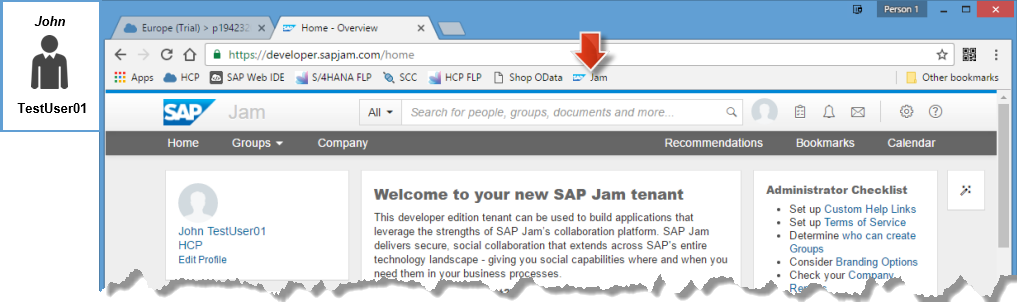 John
TestUser01
Person 1
Europe (Trial) > p194232
Home - Overview
https://developer.sapjam.com/home
Apps HCP SAP Web IDE S/4HANA FLP SCC HCP FLP Shop OData Jam Other bookmarks
SAP Jam All Search for people, groups, documents and more...
Home Groups Company Recommendations Bookmarks Calendar
John TestUser01
HCP
Edit Profile
Welcome to your new SAP Jam tenant
This developer edition tenant can be used to build applications that
leverage the strengths of SAP Jam's collaboration platform. SAP Jam
delivers secure, social collaboration that extends across SAP's entire
technology landscape - giving you social capabilities where and when you
need them in your business processes.
Administrator Checklist
• Set up Custom Help Links
• Set up Terms of Service
• Determine who can create
Groups
• Consider Branding Options
• Check your Company